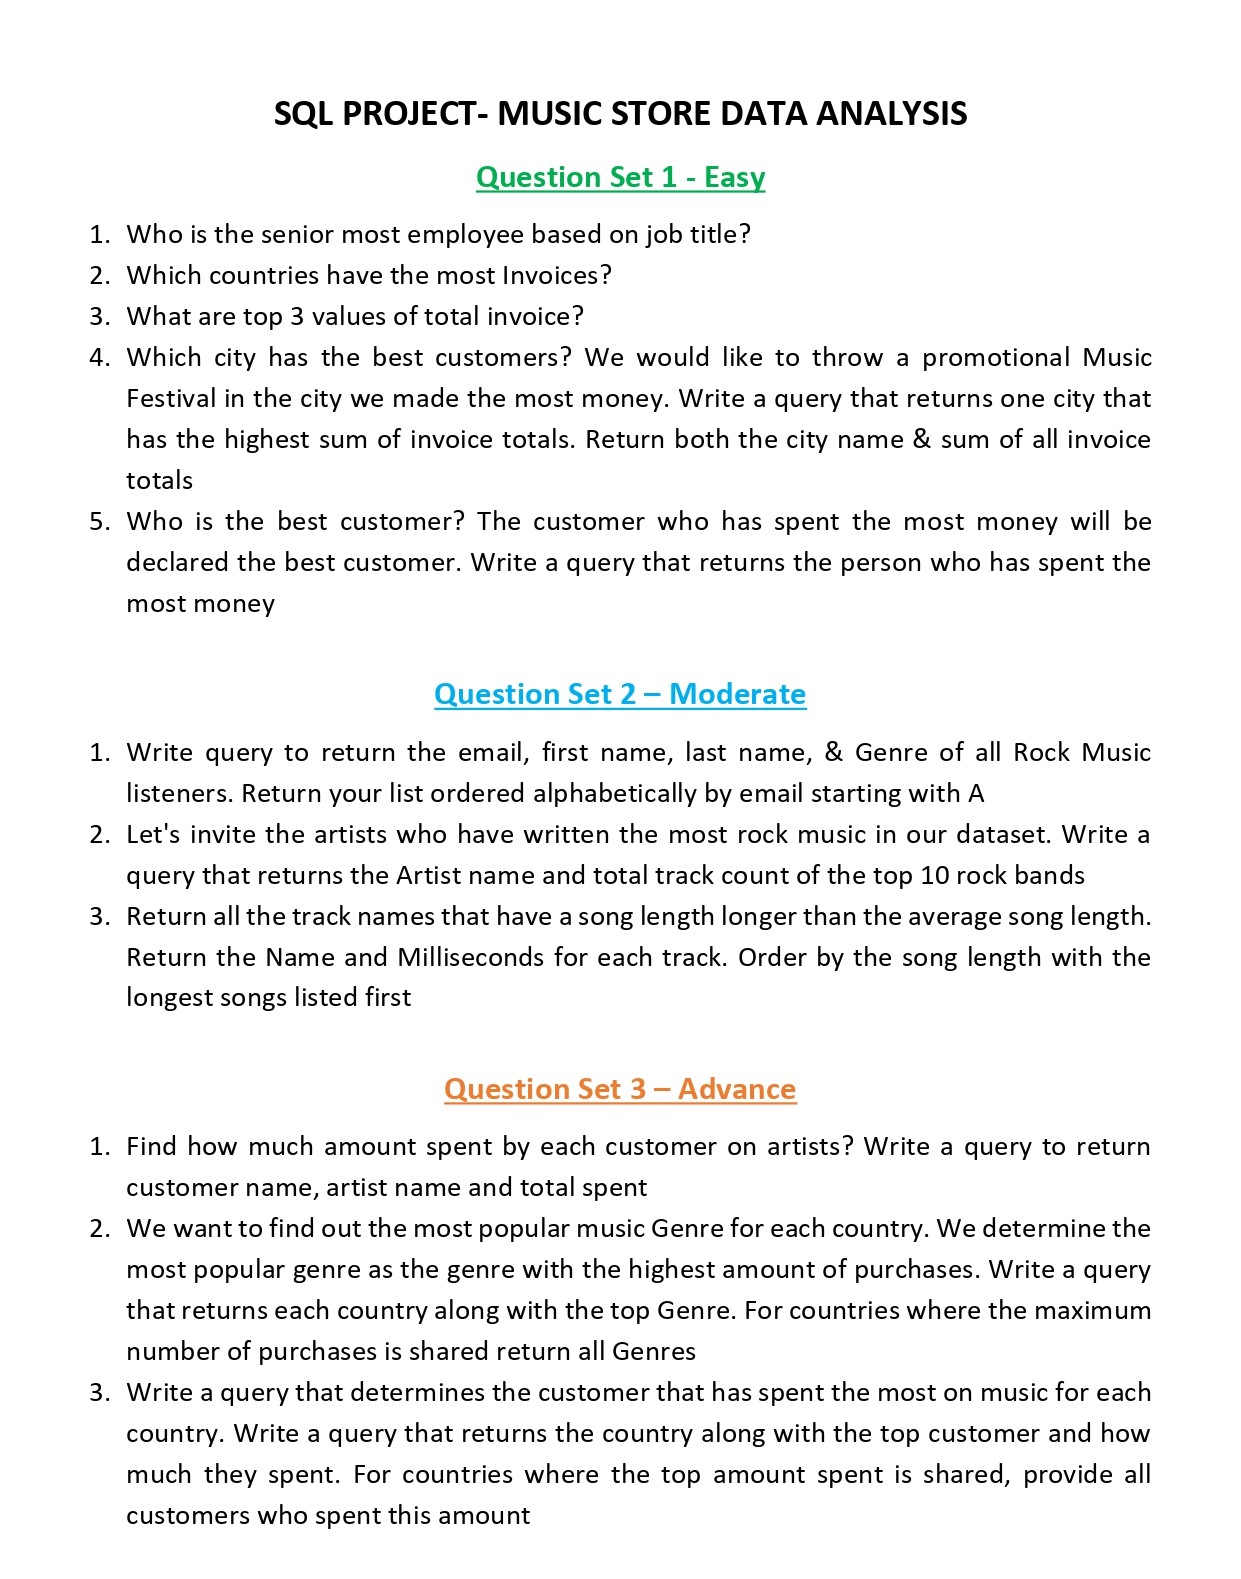 SQL PROJECT- MUSIC STORE DATA ANALYSIS
Question Set 1 - Easy
1. Who is the senior most employee based on job title?
2. Which countries have the most Invoices?
3. What are top 3 values of total invoice?
4. Which city has the best customers? We would like to throw a promotional Music
Festival in the city we made the most money. Write a query that returns one city that
has the highest sum of invoice totals. Return both the city name & sum of all invoice
totals
5. Who is the best customer? The customer who has spent the most money will be
declared the best customer. Write a query that returns the person who has spent the
most money
Question Set 2 – Moderate
1. Write query to return the email, first name, last name, & Genre of all Rock Music
listeners. Return your list ordered alphabetically by email starting with A
2. Let's invite the artists who have written the most rock music in our dataset. Write a
query that returns the Artist name and total track count of the top 10 rock bands
3. Return all the track names that have a song length longer than the average song length.
Return the Name and Milliseconds for each track. Order by the song length with the
longest songs listed first
Question Set 3 – Advance
1. Find how much amount spent by each customer on artists? Write a query to return
customer name, artist name and total spent
2. We want to find out the most popular music Genre for each country. We determine the
most popular genre as the genre with the highest amount of purchases. Write a query
that returns each country along with the top Genre. For countries where the maximum
number of purchases is shared return all Genres
3. Write a query that determines the customer that has spent the most on music for each
country. Write a query that returns the country along with the top customer and how
much they spent. For countries where the top amount spent is shared, provide all
customers who spent this amount